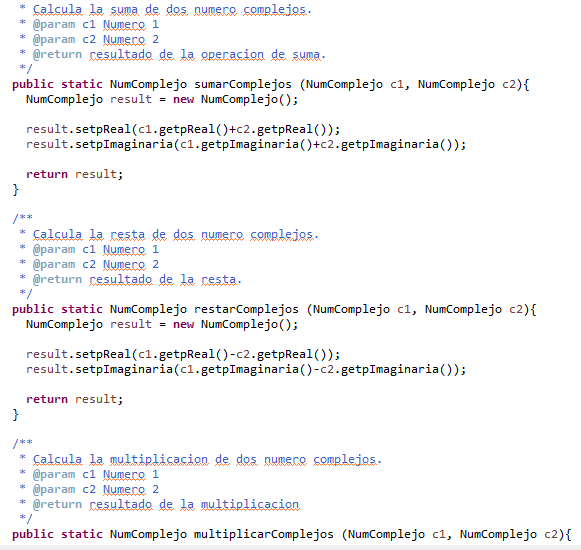 * Calcula la suma de dos numero complejos.
* @param c1 Numero 1
* @param c2 Numero 2
* @return resultado de la operacion de suma.
*/
public static NumComplejo sumarComplejos (NumComplejo c1, NumComplejo c2){
NumComplejo result = new NumComplejo();
result.setpReal(c1.getpReal()+c2.getpReal());
result.setpImaginaria(c1.getpImaginaria()+c2.getpImaginaria());
return result;
}
/**
* Calcula la resta de dos numero complejos.
* @param c1 Numero 1
* @param c2 Numero 2
* @return resultado de la resta.
*/
public static NumComplejo restarComplejos (NumComplejo c1, NumComplejo c2){
NumComplejo result = new NumComplejo();
result.setpReal(c1.getpReal()-c2.getpReal());
result.setpImaginaria(c1.getpImaginaria()-c2.getpImaginaria());
return result;
}
/**
* Calcula la multiplicacion de dos numero complejos.
* @param c1 Numero 1
* @param c2 Numero 2
* @return resultado de la multiplicacion
*/
public static NumComplejo multiplicarComplejos (NumComplejo c1, NumComplejo c2){